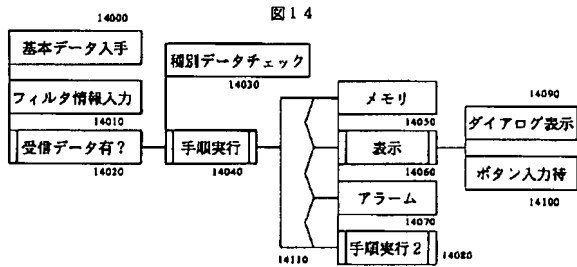 図14
14000
基本データ入手
フィルタ情報入力
14010
受信データ有？
14020
種別データチェック
14030
手順実行
14040
メモリ
14050
表示
14060
アラーム
14070
手順実行２
14080
14110
14090
ダイアログ表示
ボタン入力待
14100